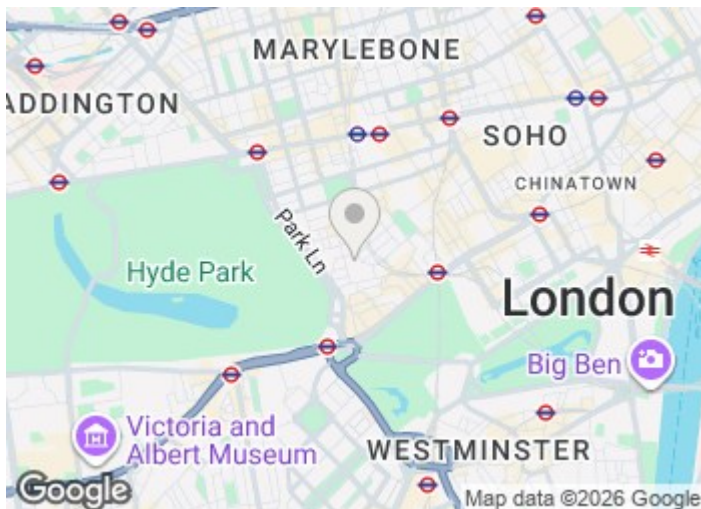 MARYLEBONE
ADDINGTON
SOHO
CHINATOWN
Park Ln
Hyde Park
London
Big Ben
Victoria and
Albert Museum
WESTMINSTER
Google
Map data ©2026 Google